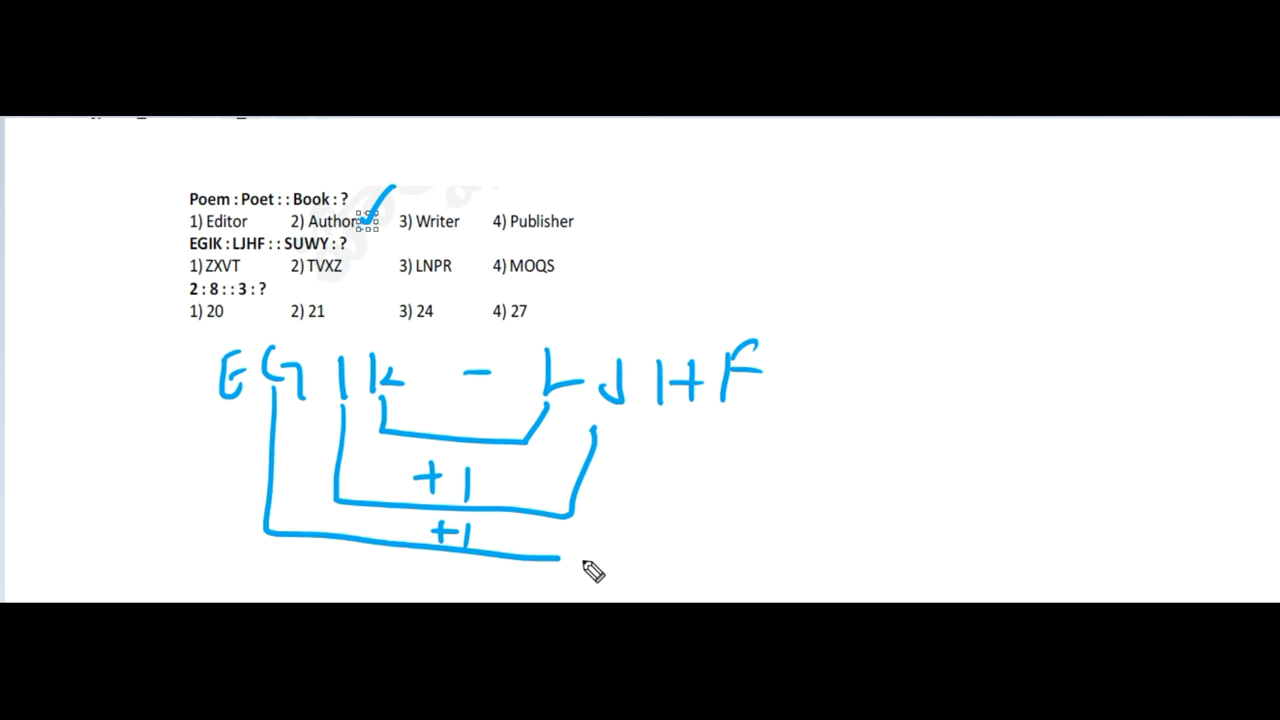 Poem : Poet : : Book : ?
1) Editor 2) Author 3) Writer 4) Publisher
EGIK : LJHF : : SUWY : ?
1) ZXVT 2) TVXZ 3) LNPR 4) MOQS
2 : 8 : : 3 : ?
1) 20 2) 21 3) 24 4) 27
EGIK - LJHF
+1
+1